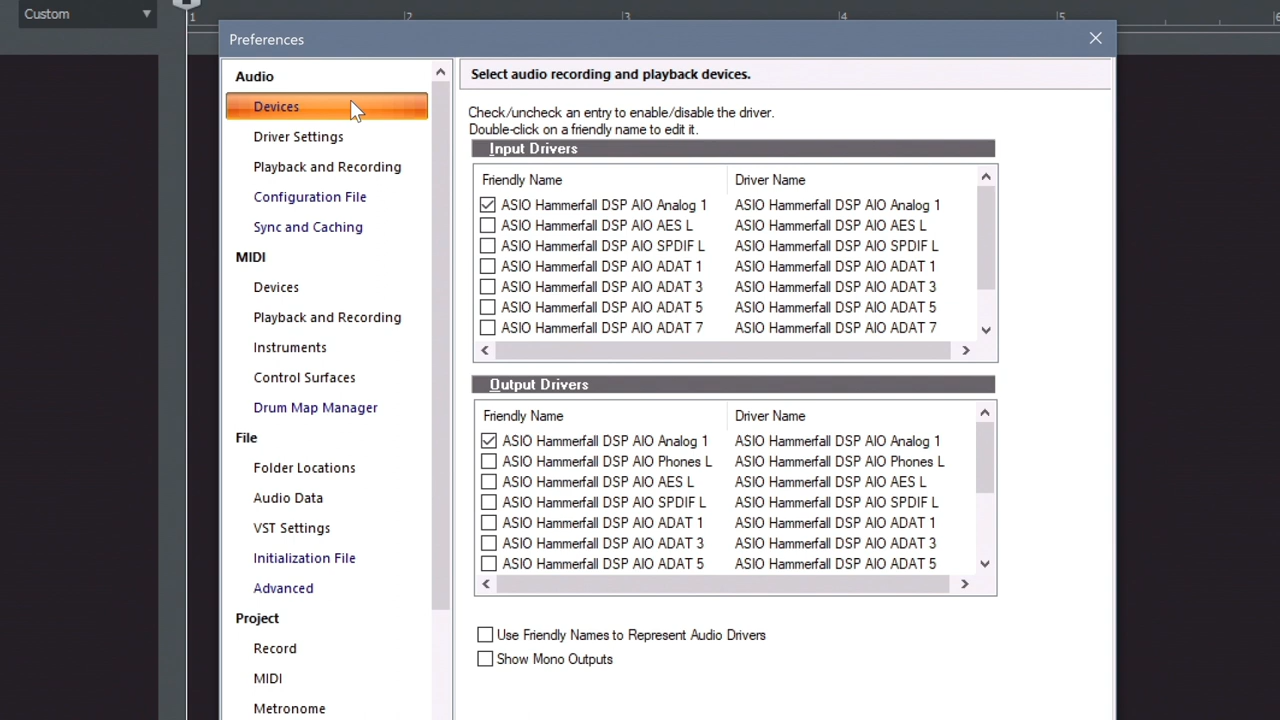 Custom
1
2
3
4
5
6
Preferences
Audio
Devices
Driver Settings
Playback and Recording
Configuration File
Sync and Caching
MIDI
Devices
Playback and Recording
Instruments
Control Surfaces
Drum Map Manager
File
Folder Locations
Audio Data
VST Settings
Initialization File
Advanced
Project
Record
MIDI
Metronome
Select audio recording and playback devices.
Check/uncheck an entry to enable/disable the driver.
Double-click on a friendly name to edit it.
Input Drivers
Friendly Name Driver Name
ASIO Hammerfall DSP AIO Analog 1 ASIO Hammerfall DSP AIO Analog 1
ASIO Hammerfall DSP AIO AES L ASIO Hammerfall DSP AIO AES L
ASIO Hammerfall DSP AIO SPDIF L ASIO Hammerfall DSP AIO SPDIF L
ASIO Hammerfall DSP AIO ADAT 1 ASIO Hammerfall DSP AIO ADAT 1
ASIO Hammerfall DSP AIO ADAT 3 ASIO Hammerfall DSP AIO ADAT 3
ASIO Hammerfall DSP AIO ADAT 5 ASIO Hammerfall DSP AIO ADAT 5
ASIO Hammerfall DSP AIO ADAT 7 ASIO Hammerfall DSP AIO ADAT 7
Output Drivers
Friendly Name Driver Name
ASIO Hammerfall DSP AIO Analog 1 ASIO Hammerfall DSP AIO Analog 1
ASIO Hammerfall DSP AIO Phones L ASIO Hammerfall DSP AIO Phones L
ASIO Hammerfall DSP AIO AES L ASIO Hammerfall DSP AIO AES L
ASIO Hammerfall DSP AIO SPDIF L ASIO Hammerfall DSP AIO SPDIF L
ASIO Hammerfall DSP AIO ADAT 1 ASIO Hammerfall DSP AIO ADAT 1
ASIO Hammerfall DSP AIO ADAT 3 ASIO Hammerfall DSP AIO ADAT 3
ASIO Hammerfall DSP AIO ADAT 5 ASIO Hammerfall DSP AIO ADAT 5
Use Friendly Names to Represent Audio Drivers
Show Mono Outputs